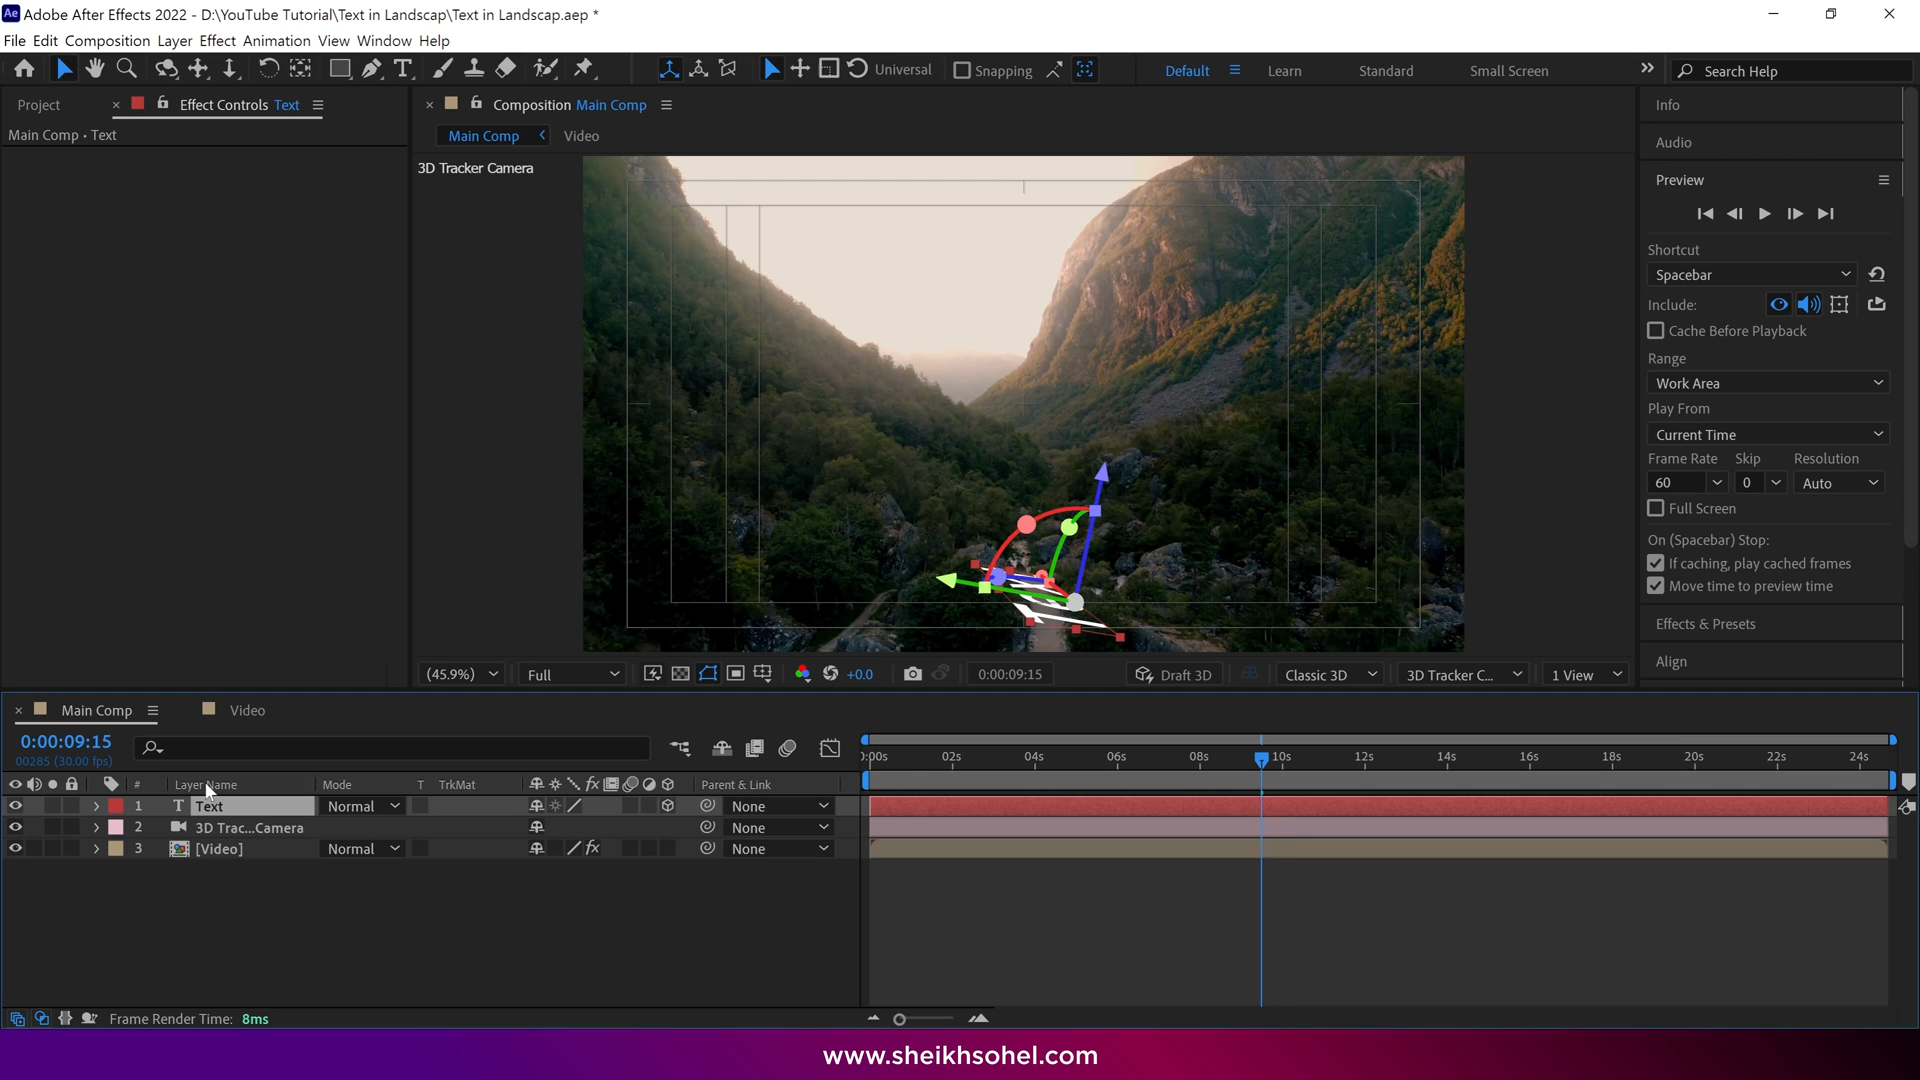 Adobe After Effects 2022 - D:\YouTube Tutorial\Text in Landscap\Text in Landscap.aep *
File Edit Composition Layer Effect Animation View Window Help
Universal
Snapping
Default
Learn
Standard
Small Screen
Search Help
Project
Effect Controls Text
Composition Main Comp
Info
Main Comp • Text
Main Comp
Video
Audio
3D Tracker Camera
Preview
Shortcut
Spacebar
Include:
Cache Before Playback
Range
Work Area
Play From
Current Time
Frame Rate Skip Resolution
60 0 Auto
Full Screen
On (Spacebar) Stop:
If caching, play cached frames
Move time to preview time
Effects & Presets
Align
(45.9%) Full +0.0 0:00:09:15 Draft 3D Classic 3D 3D Tracker C... 1 View
Main Comp Video
0:00:09:15
00285 (30.00 fps)
):00s 02s 04s 06s 08s 10s 12s 14s 16s 18s 20s 22s 24s
# Layer Name Mode T TrkMat fx Parent & Link
1 T Text Normal None
2 3D Trac...Camera None
3 [Video] Normal fx None
Frame Render Time: 8ms
www.sheikhsohel.com